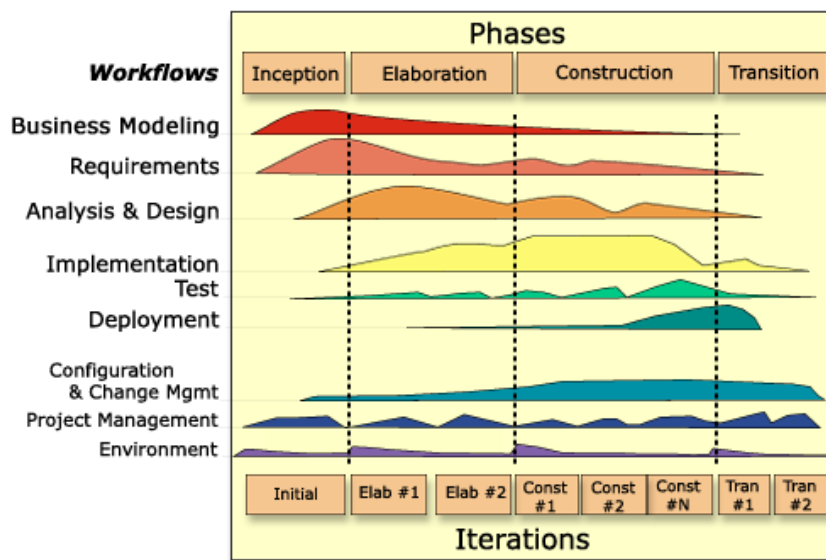 Phases
Workflows
Inception
Elaboration
Construction
Transition
Business Modeling
Requirements
Analysis & Design
Implementation
Test
Deployment
Configuration
& Change Mgmt
Project Management
Environment
Initial
Elab #1
Elab #2
Const
#1
Const
#2
Const
#N
Tran
#1
Tran
#2
Iterations